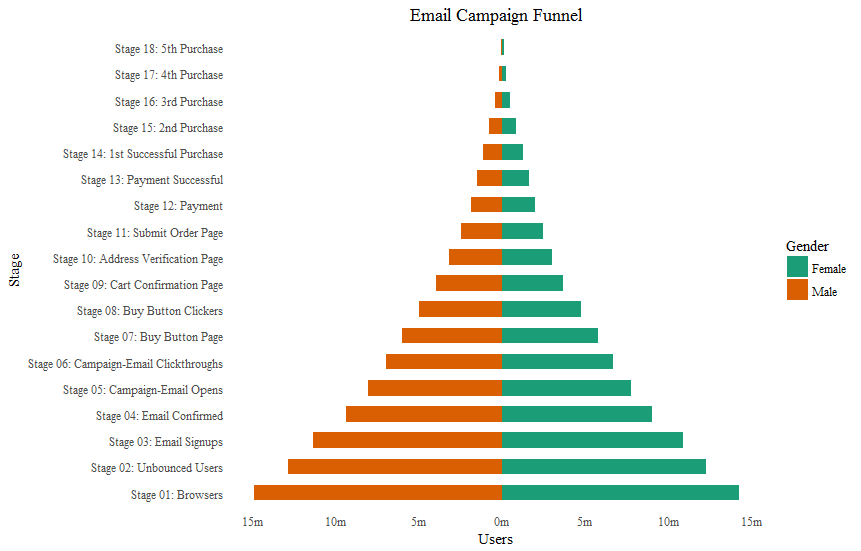 Email Campaign Funnel
Stage 18: 5th Purchase
Stage 17: 4th Purchase
Stage 16: 3rd Purchase
Stage 15: 2nd Purchase
Stage 14: 1st Successful Purchase
Stage 13: Payment Successful
Stage 12: Payment
Stage 11: Submit Order Page
Stage 10: Address Verification Page
Stage 09: Cart Confirmation Page
Stage 08: Buy Button Clickers
Stage 07: Buy Button Page
Stage 06: Campaign-Email Clickthroughs
Stage 05: Campaign-Email Opens
Stage 04: Email Confirmed
Stage 03: Email Signups
Stage 02: Unbounced Users
Stage 01: Browsers
Stage
15m 10m 5m 0m 5m 10m 15m
Users
Gender
Female
Male